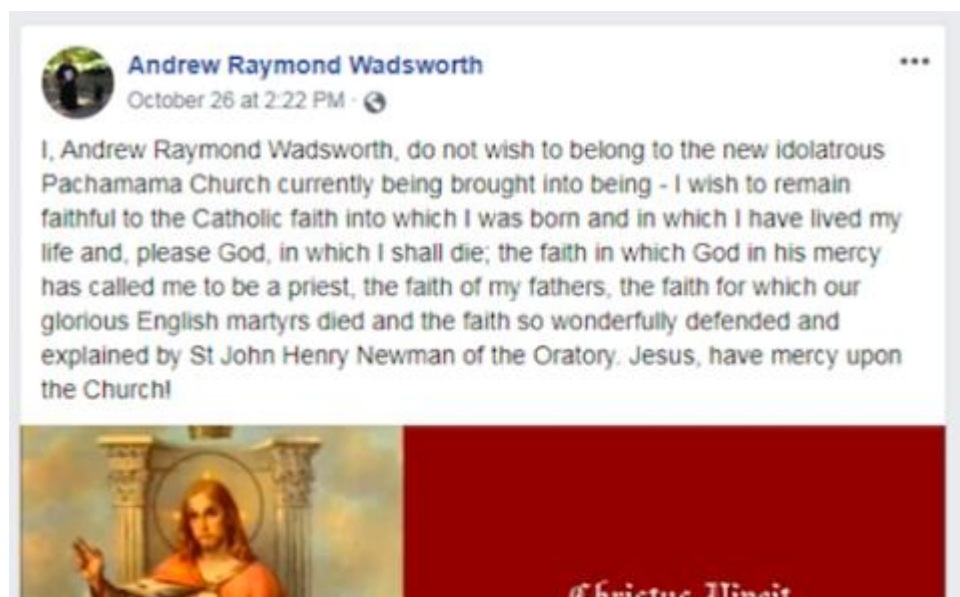 Andrew Raymond Wadsworth
October 26 at 2:22 PM ·
I, Andrew Raymond Wadsworth, do not wish to belong to the new idolatrous
Pachamama Church currently being brought into being - I wish to remain
faithful to the Catholic faith into which I was born and in which I have lived my
life and, please God, in which I shall die; the faith in which God in his mercy
has called me to be a priest, the faith of my fathers, the faith for which our
glorious English martyrs died and the faith so wonderfully defended and
explained by St John Henry Newman of the Oratory. Jesus, have mercy upon
the Church!
Christus Vincit